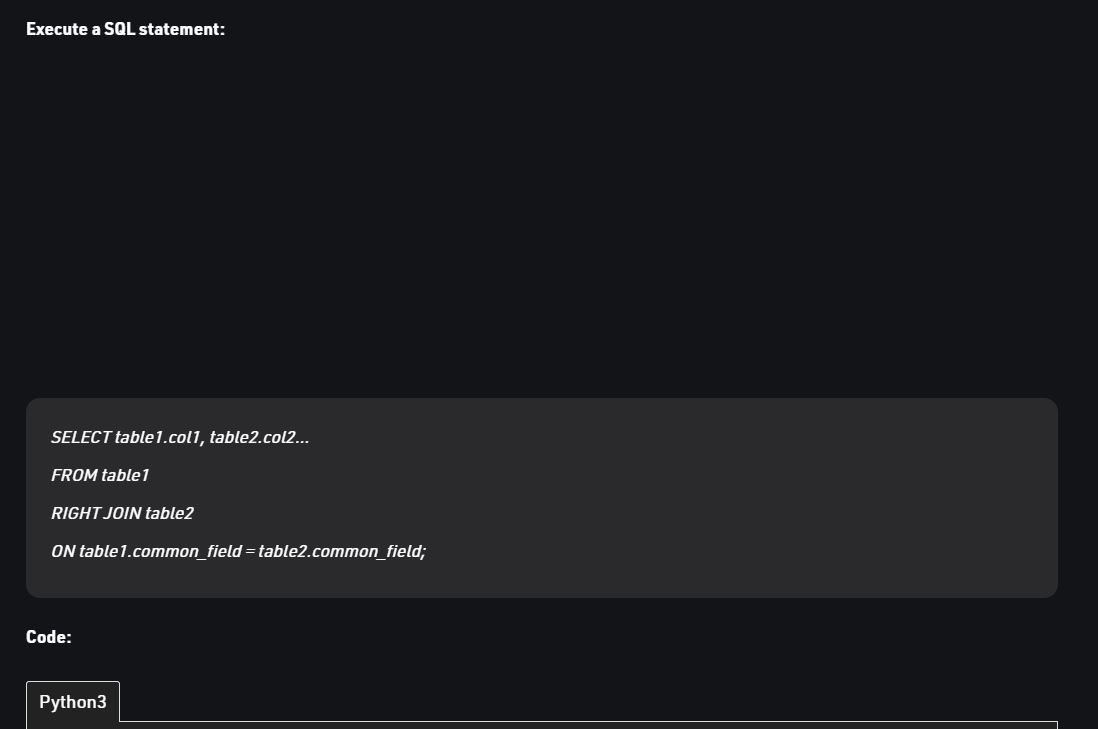 Execute a SQL statement:
SELECT table1.col1, table2.col2...
FROM table1
RIGHT JOIN table2
ON table1.common_field = table2.common_field;
Code:
Python3